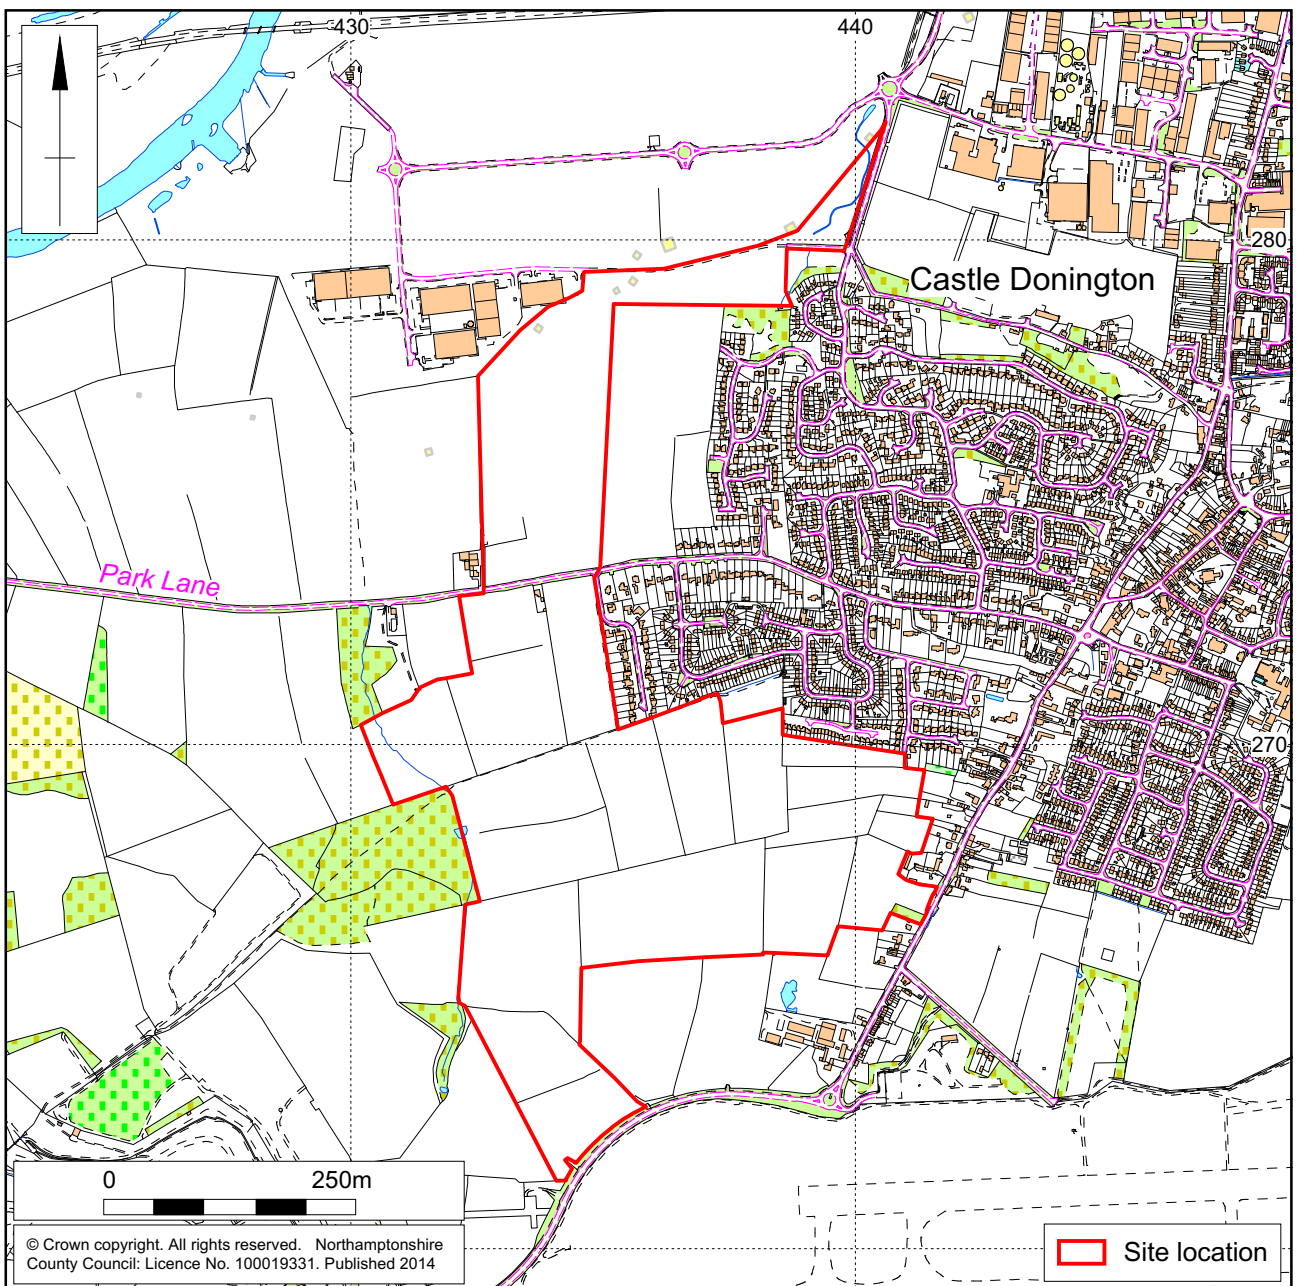 430
440
280
Castle Donington
Park Lane
270
0 250m
© Crown copyright. All rights reserved. Northamptonshire
County Council: Licence No. 100019331. Published 2014
Site location